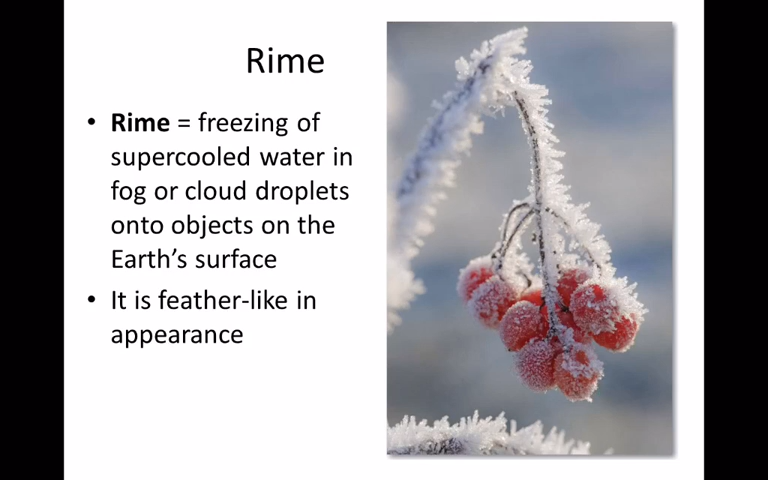 Rime
• Rime = freezing of
supercooled water in
fog or cloud droplets
onto objects on the
Earth’s surface
• It is feather-like in
appearance